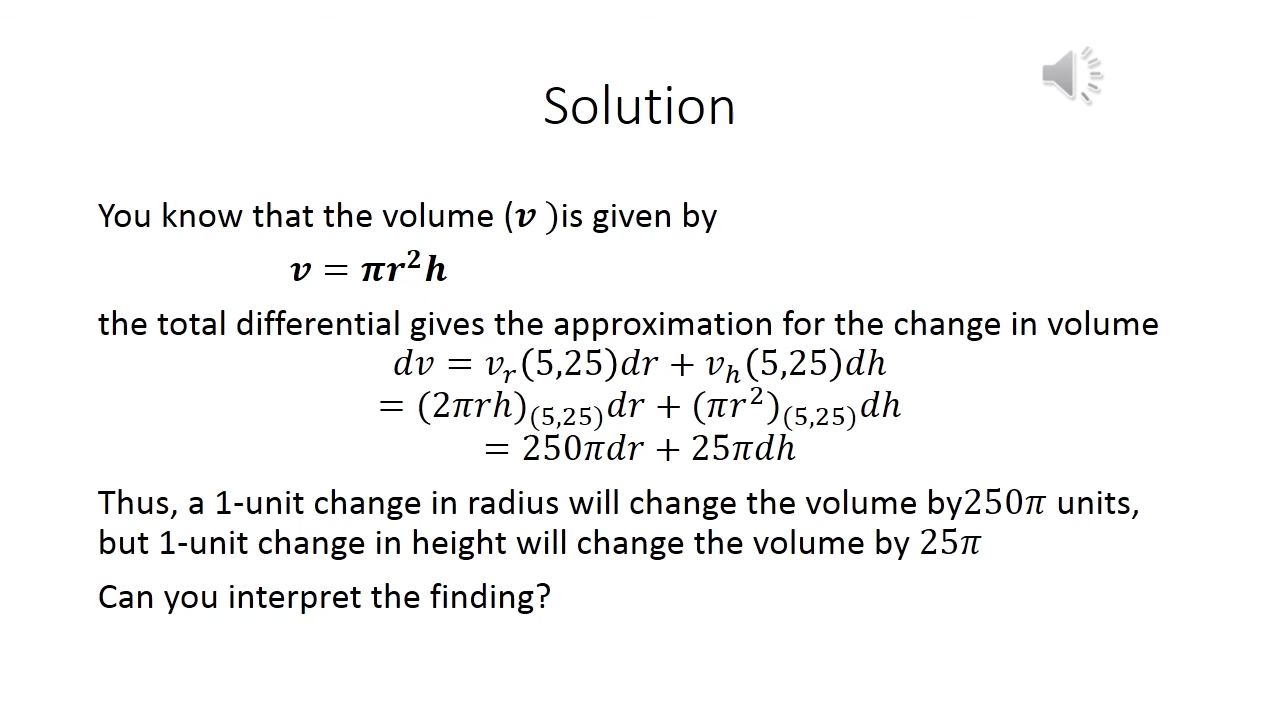 Solution
You know that the volume (𝒗 )is given by
𝒗 = 𝝅𝒓²𝒉
the total differential gives the approximation for the change in volume
𝑑𝑣 = 𝑣ᵣ(5,25)𝑑𝑟 + 𝑣ₕ(5,25)𝑑ℎ
= (2𝜋𝑟ℎ)₍₅,₂₅₎𝑑𝑟 + (𝜋𝑟²)₍₅,₂₅₎𝑑ℎ
= 250𝜋𝑑𝑟 + 25𝜋𝑑ℎ
Thus, a 1-unit change in radius will change the volume by250𝜋 units,
but 1-unit change in height will change the volume by 25𝜋
Can you interpret the finding?